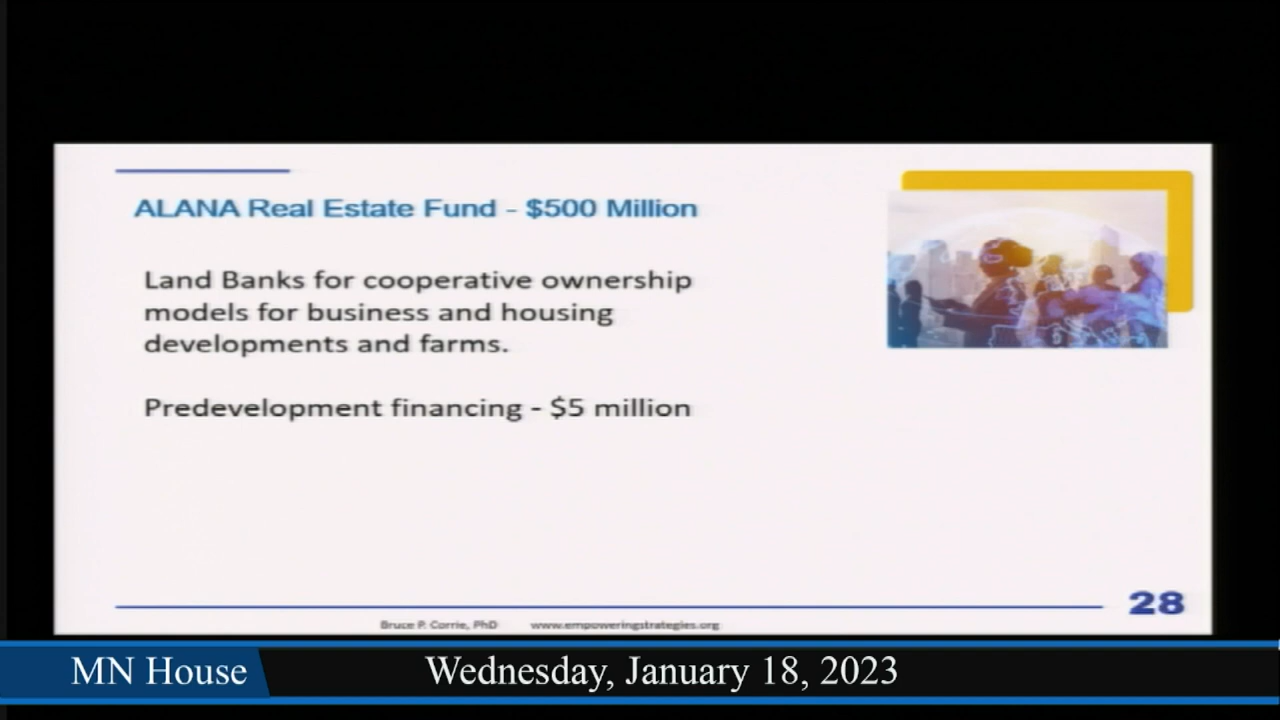 ALANA Real Estate Fund - $500 Million
Land Banks for cooperative ownership
models for business and housing
developments and farms.
Predevelopment financing - $5 million
28
Bruce P. Corrie, PhD www.empoweringstrategies.org
MN House Wednesday, January 18, 2023